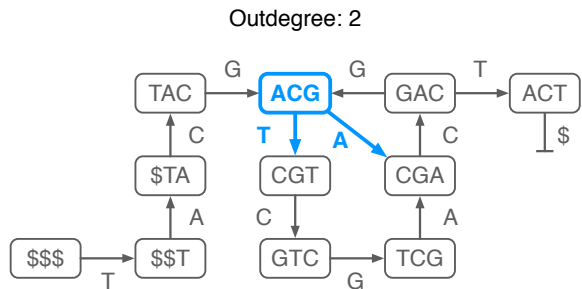 Outdegree: 2
G G T
TAC ACG GAC ACT
C T A C $
$TA CGT CGA
A C A
$$$ $$T GTC TCG
T G